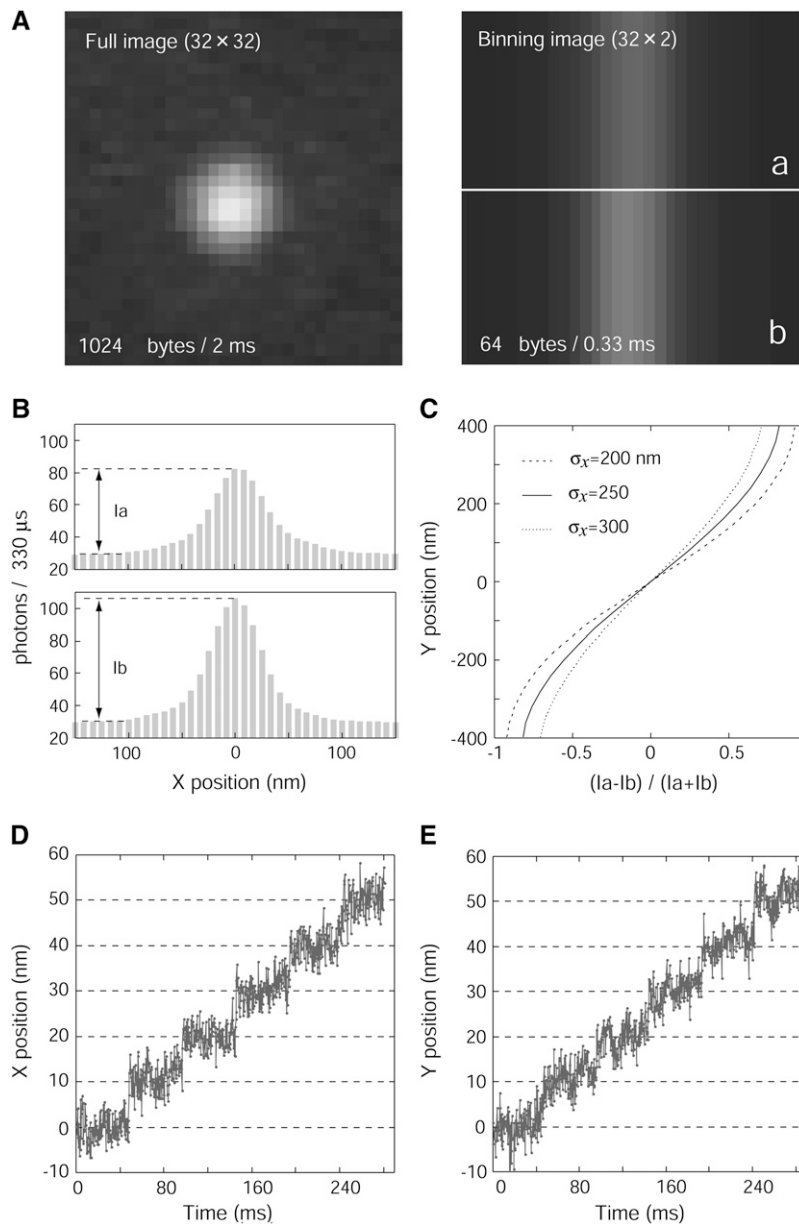 A
Full image (32 × 32)
1024 bytes / 2 ms
Binning image (32 × 2)
a
b
64 bytes / 0.33 ms
B
100
80
60
40
20
Ia
100
80
60
40
20
Ib
photons / 330 µs
100 0 100
X position (nm)
C
400
200
0
-200
-400
Y position (nm)
σx=200 nm
σx=250
σx=300
-1 -0.5 0 0.5
(Ia-Ib) / (Ia+Ib)
D
60
50
40
30
20
10
0
-10
X position (nm)
0 80 160 240
Time (ms)
E
60
50
40
30
20
10
0
-10
Y position (nm)
0 80 160 240
Time (ms)